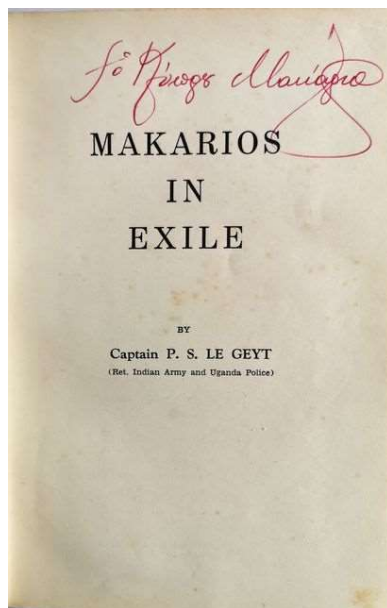 MAKARIOS
IN
EXILE
BY
Captain P. S. LE GEYT
(Ret. Indian Army and Uganda Police)